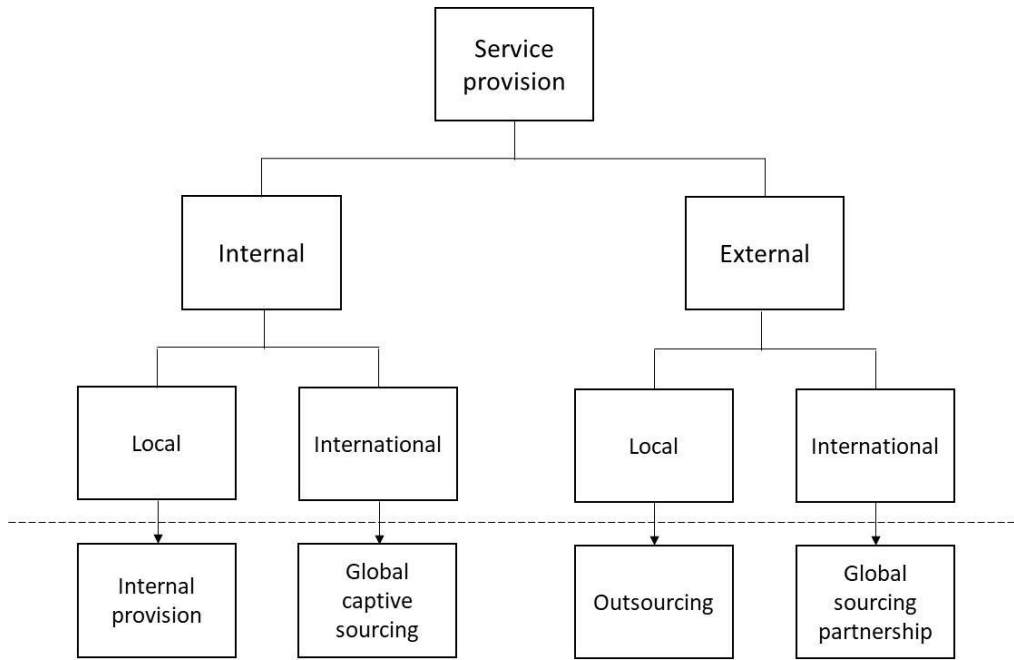 Service
provision
Internal
External
Local
International
Local
International
Internal
provision
Global
captive
sourcing
Outsourcing
Global
sourcing
partnership